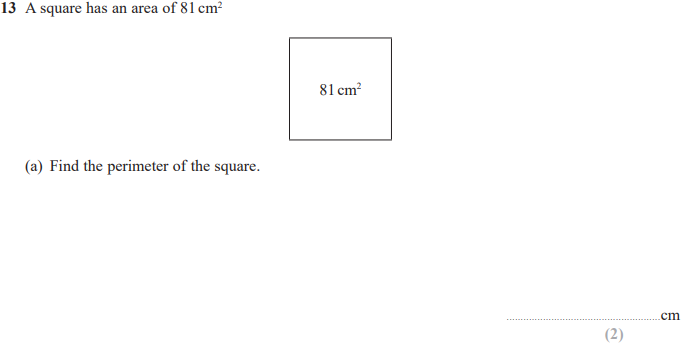 13 A square has an area of 81 cm²
81 cm²
(a) Find the perimeter of the square.
........................................................cm
(2)